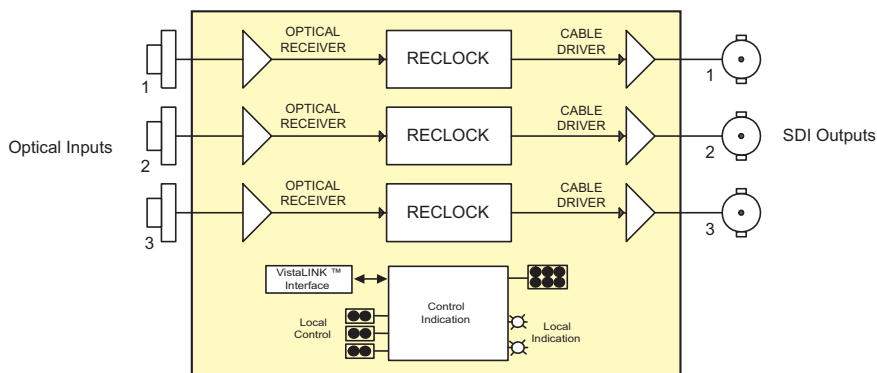 OPTICAL
RECEIVER
RECLOCK
CABLE
DRIVER
1
1
OPTICAL
RECEIVER
RECLOCK
CABLE
DRIVER
Optical Inputs
2
2
SDI Outputs
OPTICAL
RECEIVER
RECLOCK
CABLE
DRIVER
3
3
VistaLINK ™
Interface
Control
Indication
Local
Control
Local
Indication